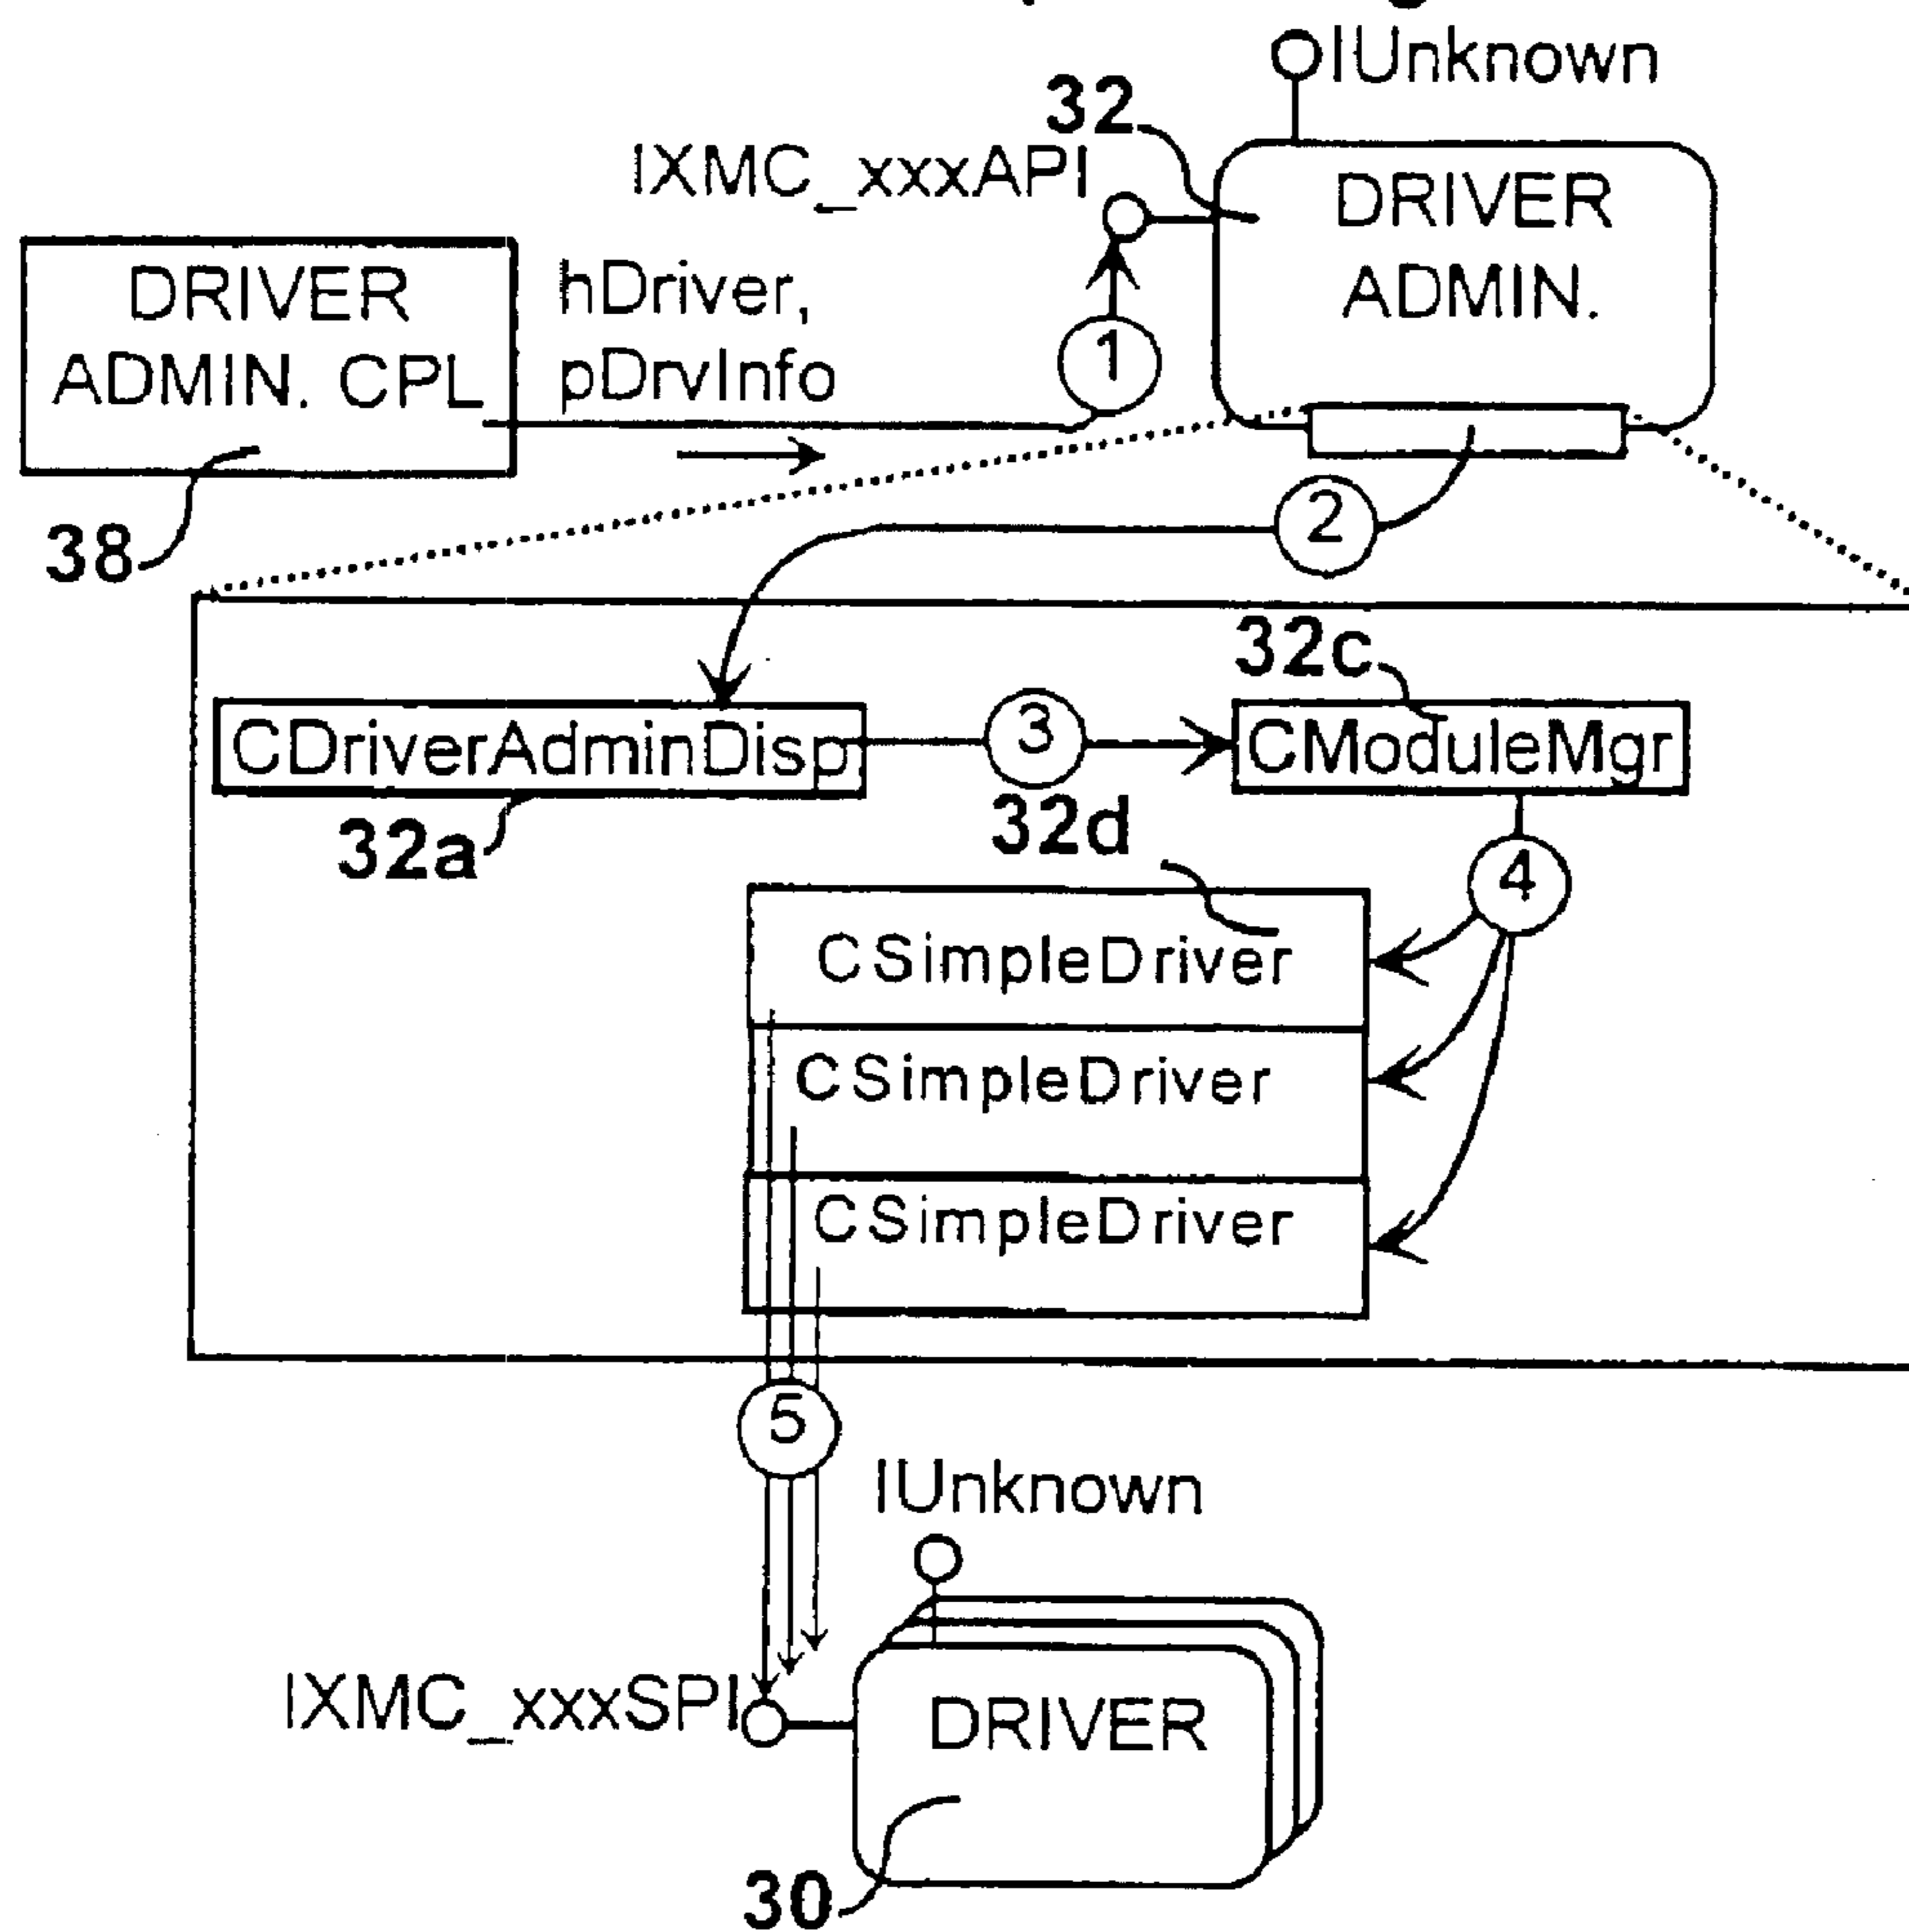 IUnknown
32
IXMC_xxxAPI
DRIVER
ADMIN.
DRIVER
ADMIN. CPL
hDriver,
pDrvInfo
1
2
38
32c
CDriverAdminDisp
3
CModuleMgr
32a
32d
4
CSimpleDriver
CSimpleDriver
CSimpleDriver
5
IUnknown
IXMC_xxxSPI
DRIVER
30